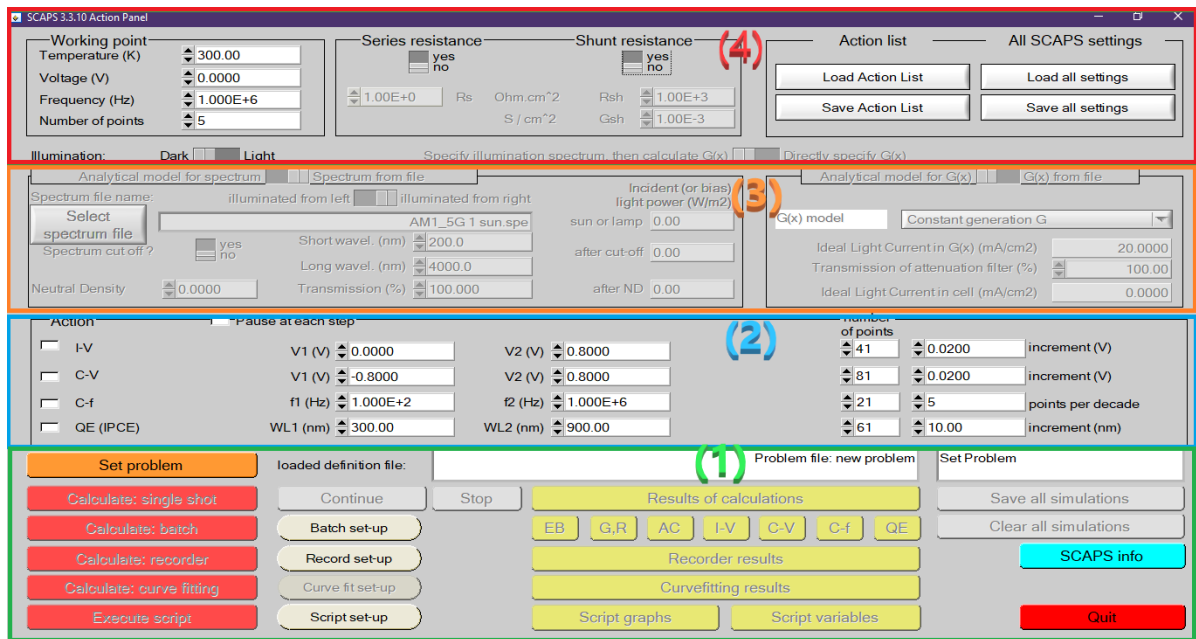 SCAPS 3.3.10 Action Panel
Working point
Temperature (K) 300.00
Voltage (V) 0.0000
Frequency (Hz) 1.000E+6
Number of points 5
Series resistance
yes
no
1.00E+0 Rs Ohm.cm^2
S / cm^2
Shunt resistance
yes
no
Rsh 1.00E+3
Gsh 1.00E-3
(4)
Action list
Load Action List
Save Action List
All SCAPS settings
Load all settings
Save all settings
Illumination: Dark Light
Specify illumination spectrum, then calculate G(x) Directly specify G(x)
Analytical model for spectrum Spectrum from file
Spectrum file name:
illuminated from left illuminated from right
Incident (or bias)
light power (W/m2)
Select
spectrum file
AM1_5G 1 sun.spe
sun or lamp 0.00
Spectrum cut off ?
yes
no
Short wavel. (nm) 200.0
Long wavel. (nm) 4000.0
after cut-off 0.00
Neutral Density 0.0000
Transmission (%) 100.000
after ND 0.00
(3)
Analytical model for G(x) G(x) from file
G(x) model Constant generation G
Ideal Light Current in G(x) (mA/cm2) 20.0000
Transmission of attenuation filter (%) 100.00
Ideal Light Current in cell (mA/cm2) 0.0000
Action
Pause at each step
(2)
number
of points
I-V V1 (V) 0.0000 V2 (V) 0.8000 41 0.0200 increment (V)
C-V V1 (V) -0.8000 V2 (V) 0.8000 81 0.0200 increment (V)
C-f f1 (Hz) 1.000E+2 f2 (Hz) 1.000E+6 21 5 points per decade
QE (IPCE) WL1 (nm) 300.00 WL2 (nm) 900.00 61 10.00 increment (nm)
Set problem
loaded definition file:
(1)
Problem file: new problem
Set Problem
Calculate: single shot
Continue
Stop
Results of calculations
Save all simulations
Calculate: batch
Batch set-up
EB G,R AC I-V C-V C-f QE
Clear all simulations
Calculate: recorder
Record set-up
Recorder results
SCAPS info
Calculate: curve fitting
Curve fit set-up
Curvefitting results
Execute script
Script set-up
Script graphs
Script variables
Quit